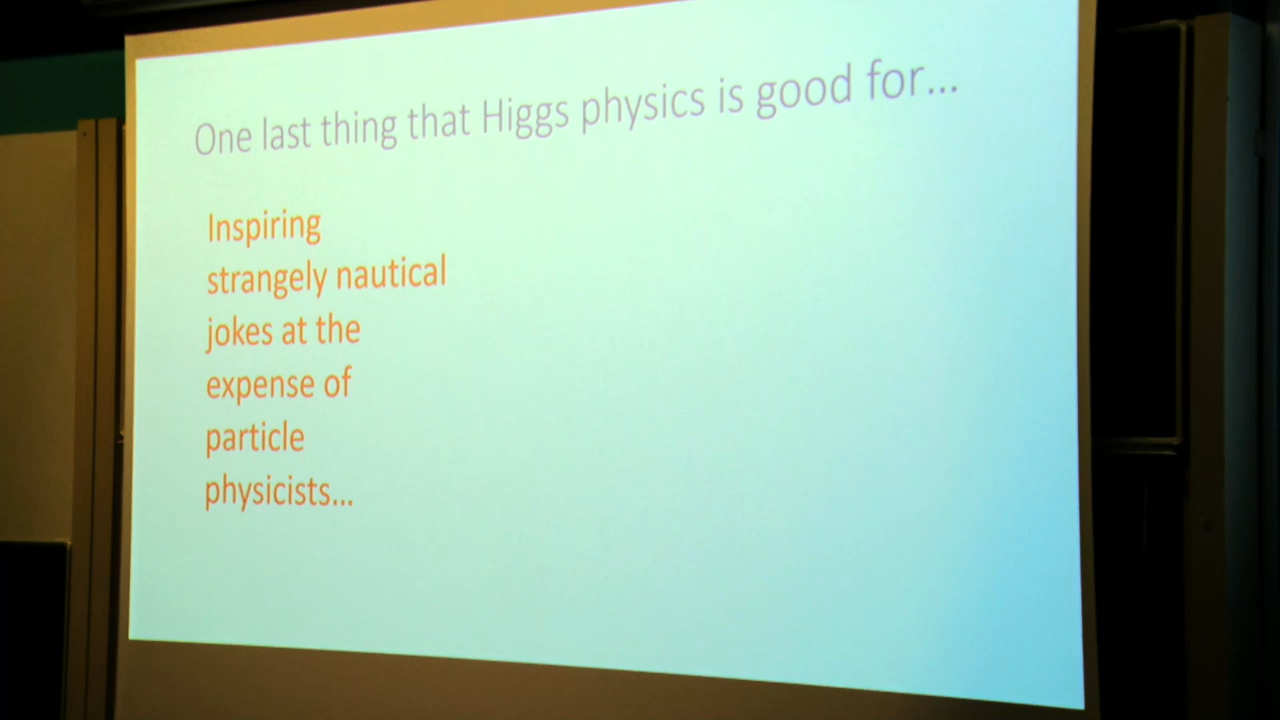 One last thing that Higgs physics is good for...
Inspiring
strangely nautical
jokes at the
expense of
particle
physicists...